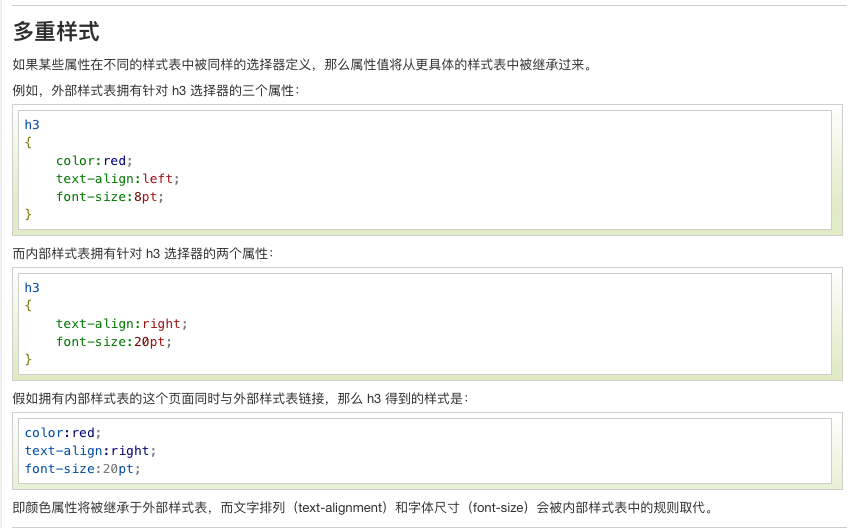 多重样式
如果某些属性在不同的样式表中被同样的选择器定义，那么属性值将从更具体的样式表中被继承过来。
例如，外部样式表拥有针对 h3 选择器的三个属性：
h3
{
    color:red;
    text-align:left;
    font-size:8pt;
}
而内部样式表拥有针对 h3 选择器的两个属性：
h3
{
    text-align:right;
    font-size:20pt;
}
假如拥有内部样式表的这个页面同时与外部样式表链接，那么 h3 得到的样式是：
color:red;
text-align:right;
font-size:20pt;
即颜色属性将被继承于外部样式表，而文字排列（text-alignment）和字体尺寸（font-size）会被内部样式表中的规则取代。